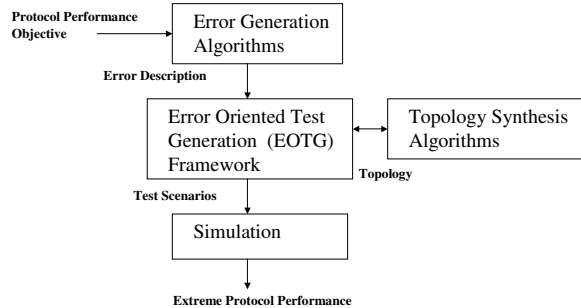 Protocol Performance
Objective
Error Generation
Algorithms
Error Description
Error Oriented Test
Generation (EOTG)
Framework
Topology Synthesis
Algorithms
Topology
Test Scenarios
Simulation
Extreme Protocol Performance